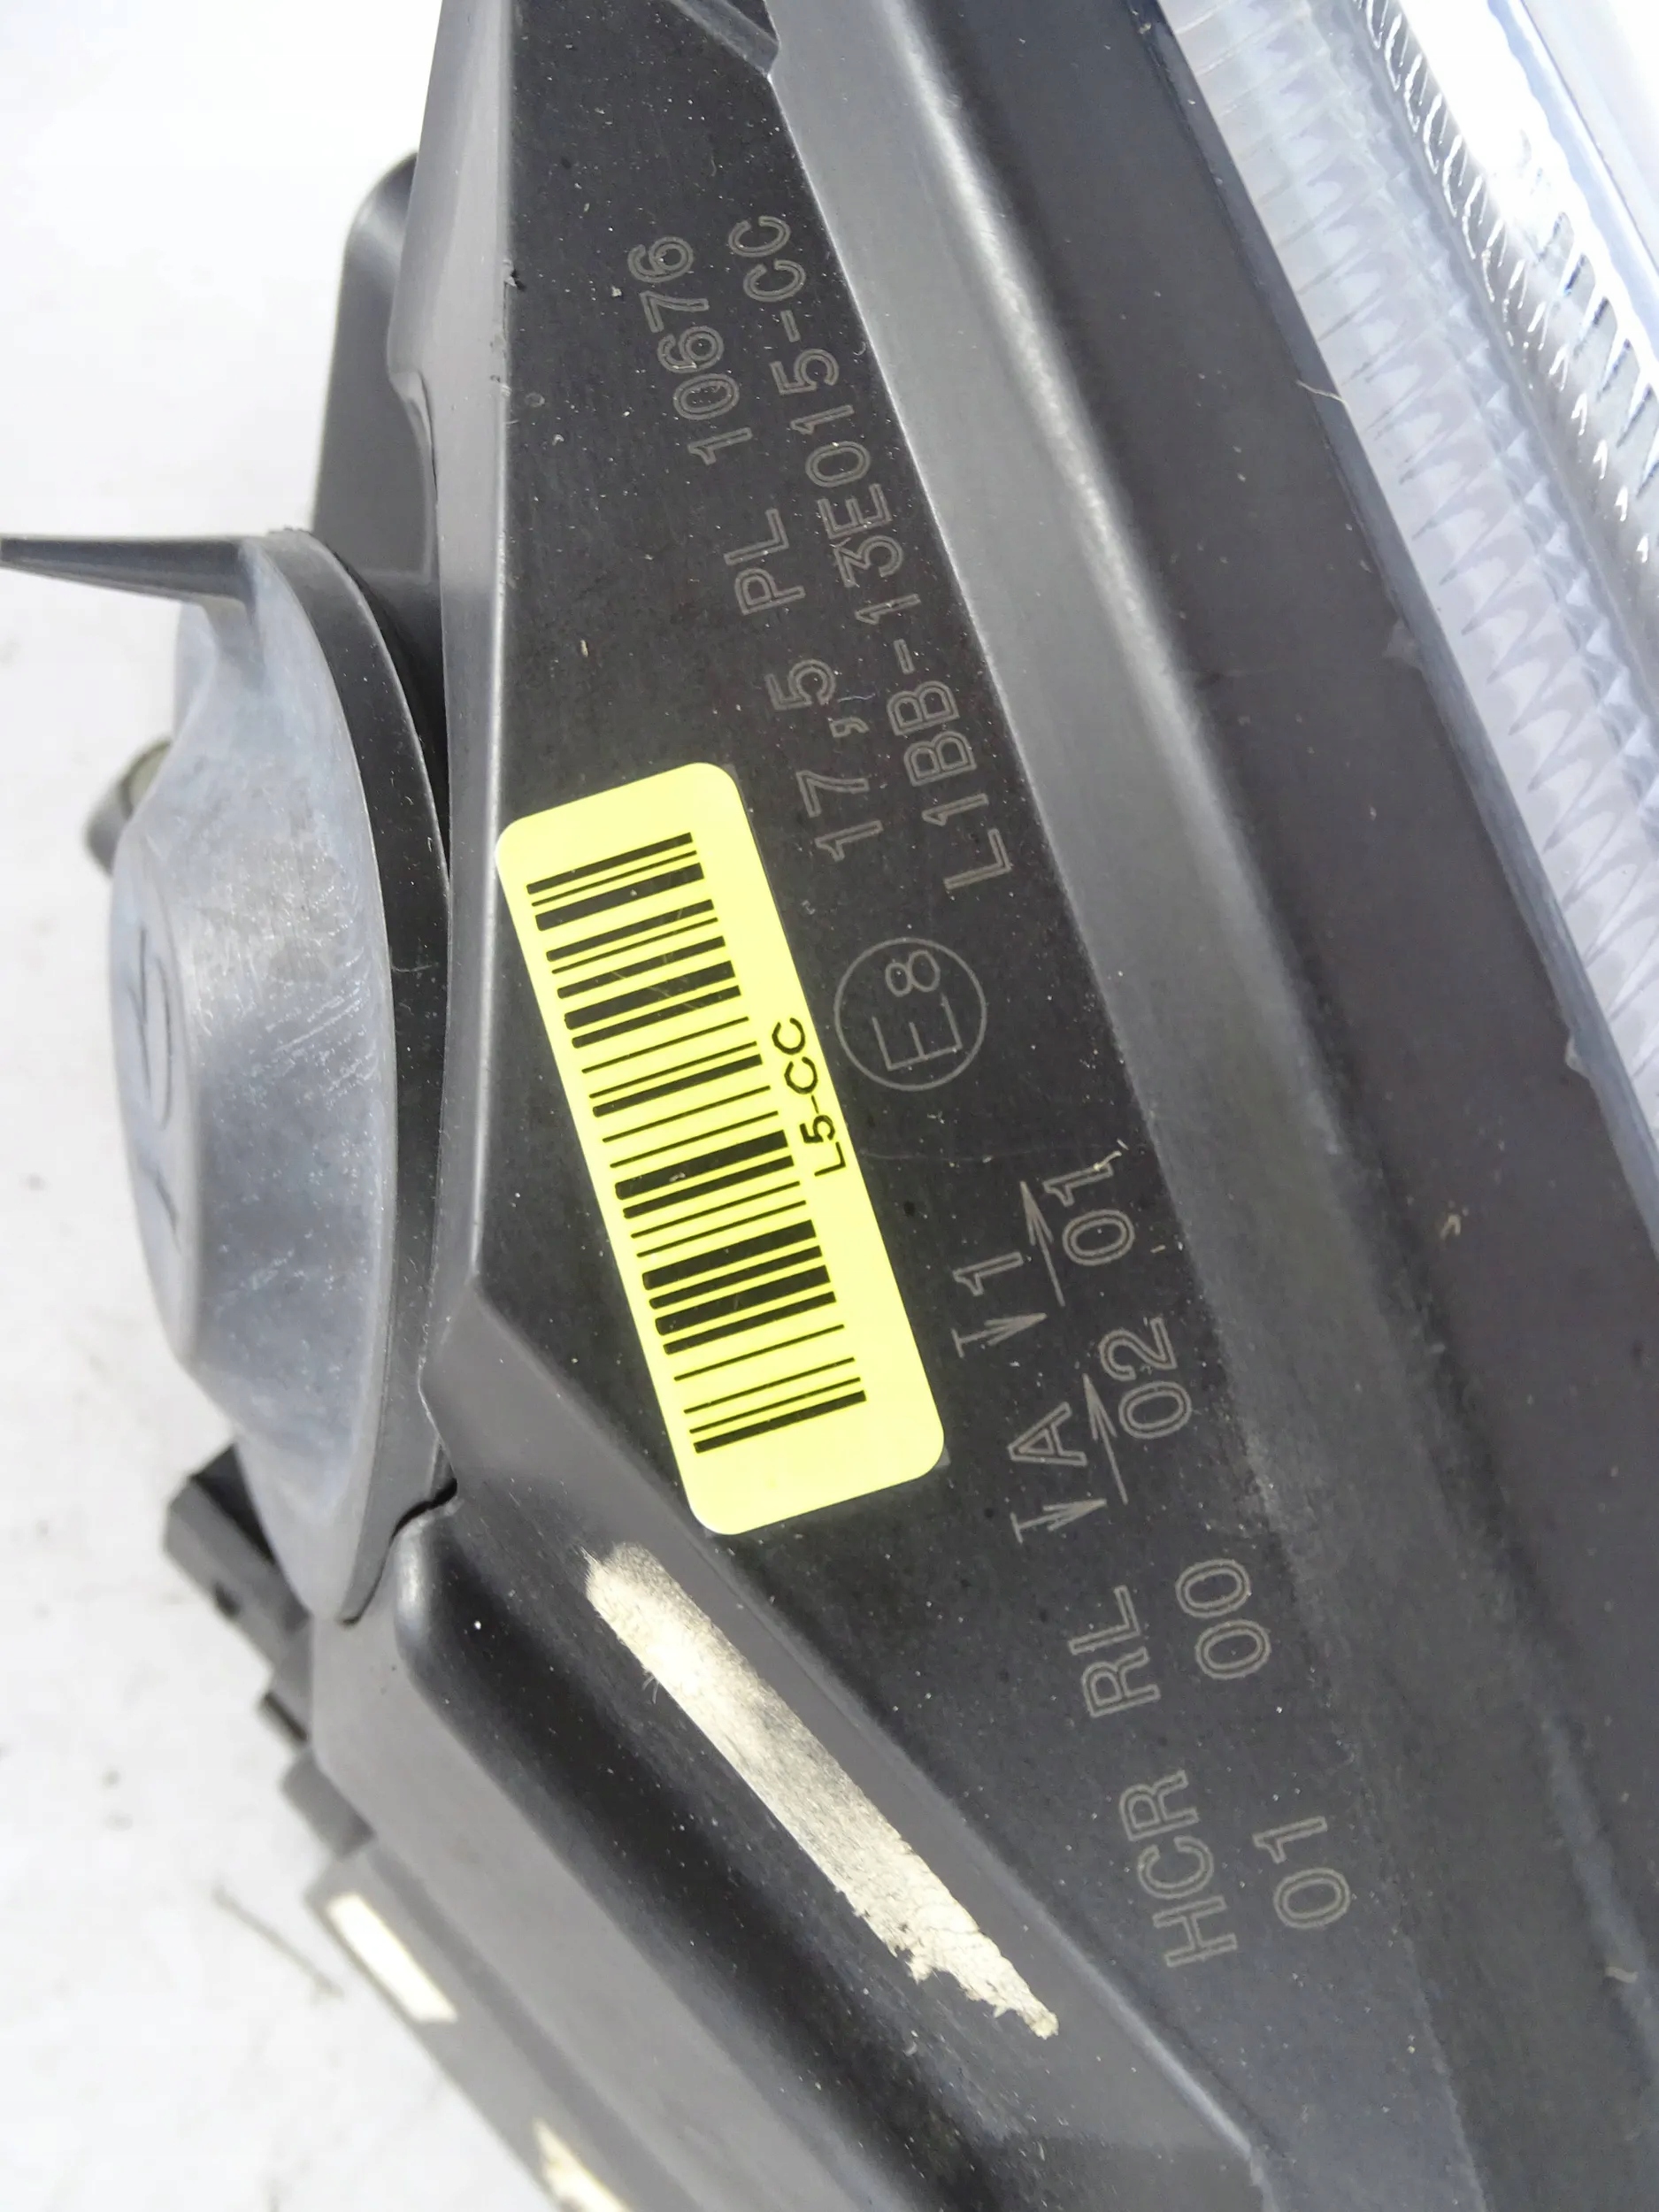 L5-CC
HCR RL A 1 E8 17,5 PL 10676
01 00 02 01 L1BB-13E015-CC